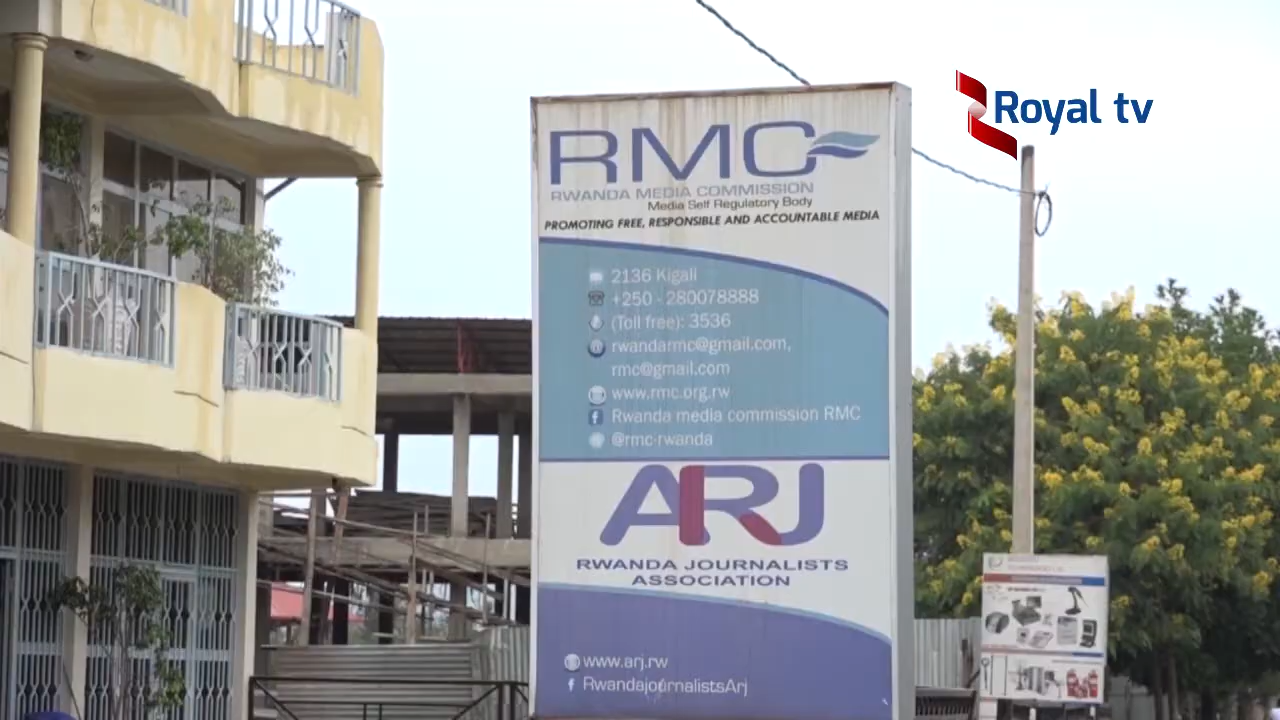 Royal tv
RMC
RWANDA MEDIA COMMISSION
Media Self Regulatory Body
PROMOTING FREE, RESPONSIBLE AND ACCOUNTABLE MEDIA
2136 Kigali
+250 - 280078888
(Toll free): 3536
@ rwandarmc@gmail.com,
rmc@gmail.com
www.rmc.org.rw
f Rwanda media commission RMC
@rmc-rwanda
ARJ
RWANDA JOURNALISTS
ASSOCIATION
www.arj.rw
f RwandajournalistsArj